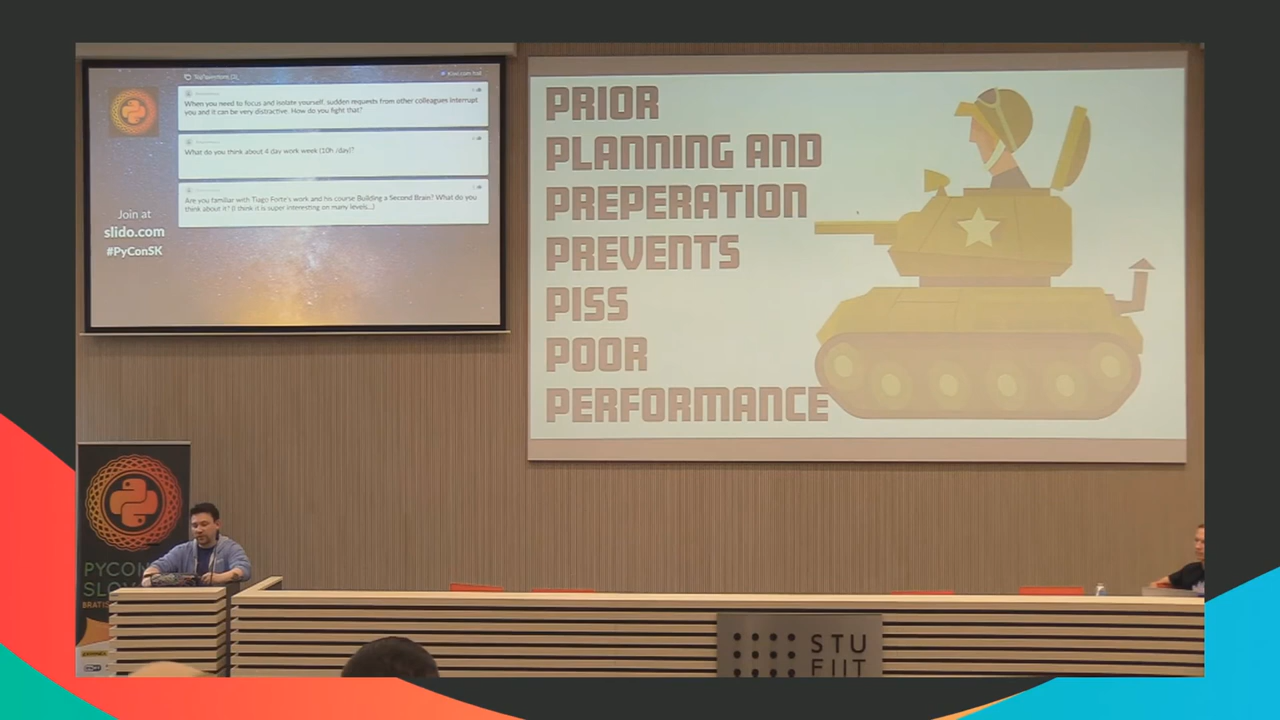 Kiwi.com hall
When you need to focus and isolate yourself, sudden requests from other colleagues interrupt
you and it can be very distractive. How do you fight that?
What do you think about 4 day work week (10h /day)?
Are you familiar with Tiago Forte's work and his course Building a Second Brain? What do you
think about it? (I think it is super interesting on many levels...)
Join at
slido.com
#PyConSK
PRIOR
PLANNING AND
PREPERATION
PREVENTS
PISS
POOR
PERFORMANCE
PYCON
SLOV
BRATIS
STU
FIIT